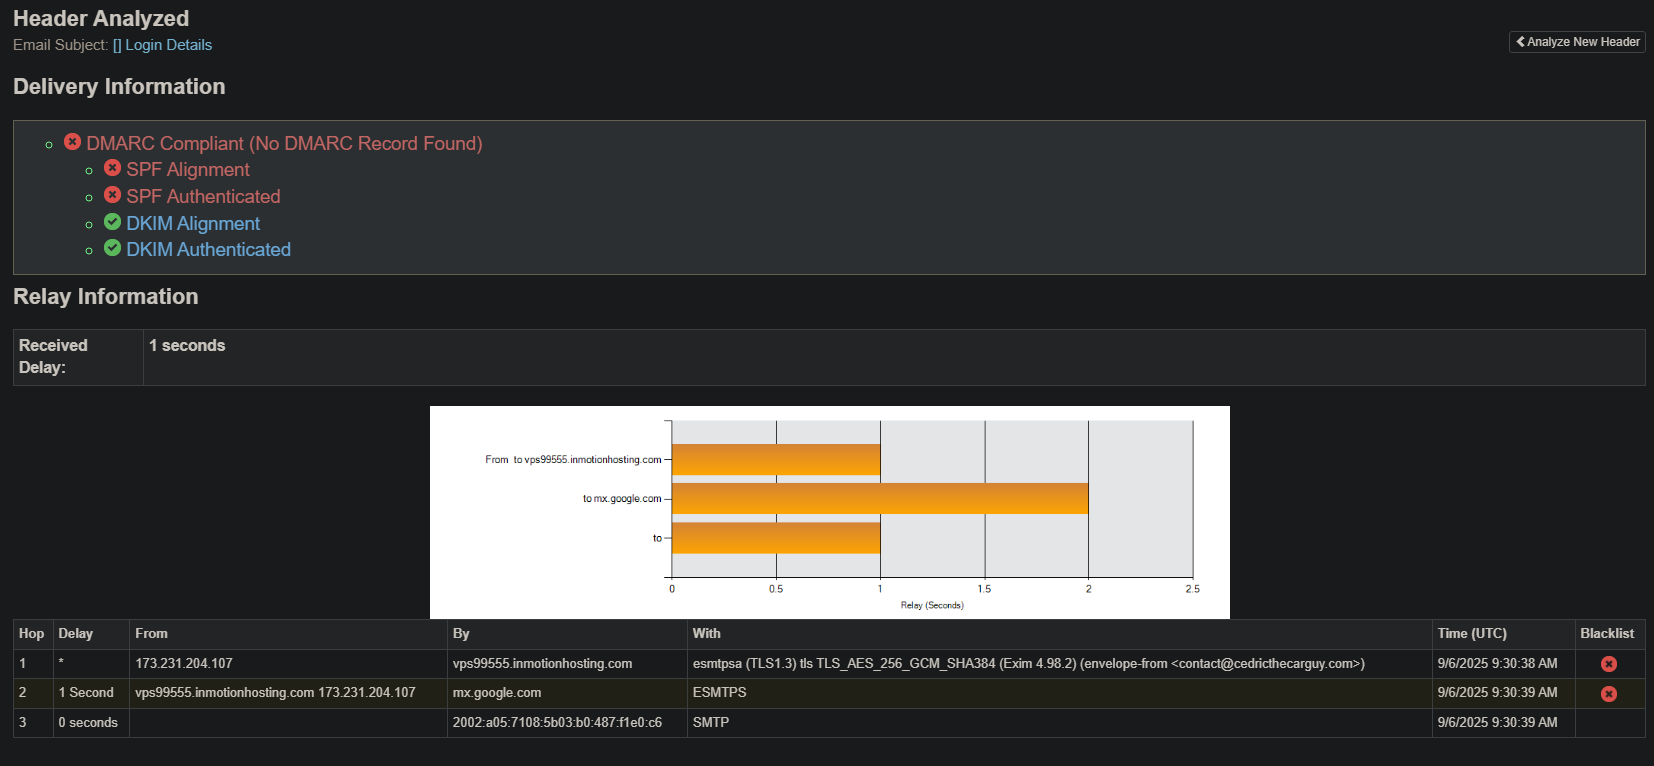 Header Analyzed
Email Subject: [] Login Details
Analyze New Header
Delivery Information
DMARC Compliant (No DMARC Record Found)
SPF Alignment
SPF Authenticated
DKIM Alignment
DKIM Authenticated
Relay Information
Received Delay: 1 seconds
From to vps99555.inmotionhosting.com
to mx.google.com
to
0 0.5 1 1.5 2 2.5
Relay (Seconds)
Hop Delay From By With Time (UTC) Blacklist
1 * 173.231.204.107 vps99555.inmotionhosting.com esmtpsa (TLS1.3) tls TLS_AES_256_GCM_SHA384 (Exim 4.98.2) (envelope-from <contact@cedricthecarguy.com>) 9/6/2025 9:30:38 AM
2 1 Second vps99555.inmotionhosting.com 173.231.204.107 mx.google.com ESMTPS 9/6/2025 9:30:39 AM
3 0 seconds 2002:a05:7108:5b03:b0:487:f1e0:c6 SMTP 9/6/2025 9:30:39 AM